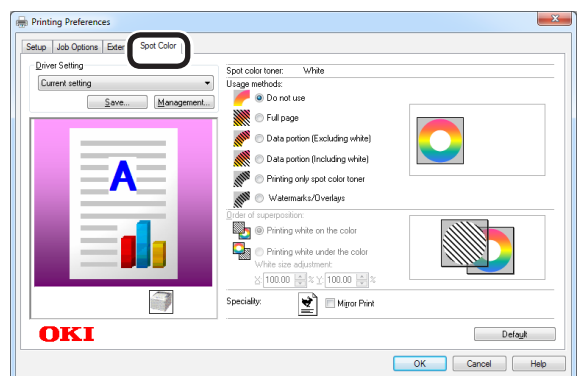 Printing Preferences
Setup Job Options Exten Spot Color
Driver Setting
Current setting
Save... Management...
A
OKI
Spot color toner: White
Usage methods:
Do not use
Full page
Data portion (Excluding white)
Data portion (Including white)
Printing only spot color toner
Watermarks/Overlays
Order of superposition:
Printing white on the color
Printing white under the color
White size adjustment:
X 100.00 % Y 100.00 %
Speciality: Mirror Print
Default
OK Cancel Help